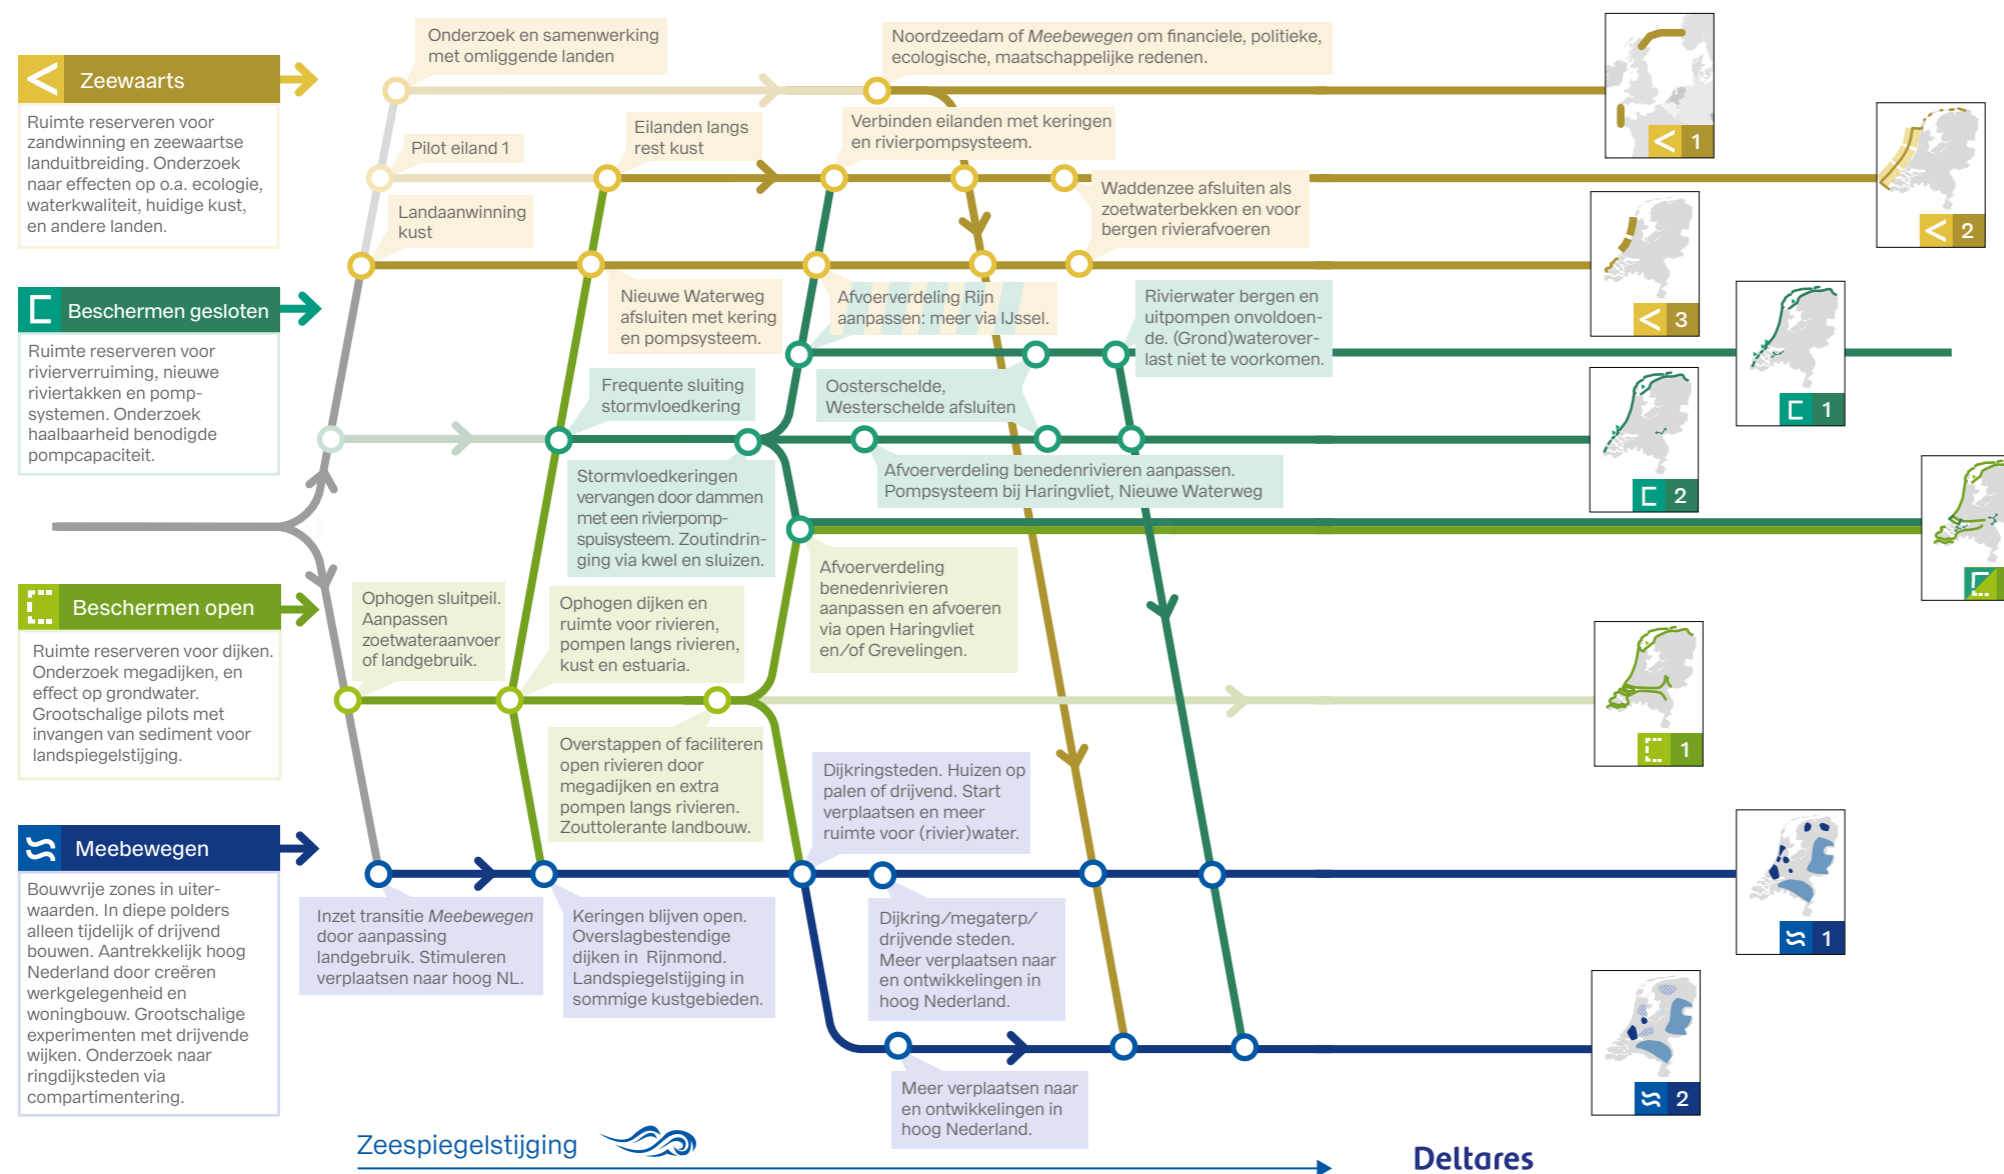 Zeewaarts
Ruimte reserveren voor
zandwinning en zeewaartse
landuitbreiding. Onderzoek
naar effecten op o.a. ecologie,
waterkwaliteit, huidige kust,
en andere landen.
Beschermen gesloten
Ruimte reserveren voor
rivierverruiming, nieuwe
riviertakken en pomp-
systemen. Onderzoek
haalbaarheid benodigde
pompcapaciteit.
Beschermen open
Ruimte reserveren voor dijken.
Onderzoek megadijken, en
effect op grondwater.
Grootschalige pilots met
invangen van sediment voor
landspiegelstijging.
Meebewegen
Bouwvrije zones in uiter-
waarden. In diepe polders
alleen tijdelijk of drijvend
bouwen. Aantrekkelijk hoog
Nederland door creëren
werkgelegenheid en
woningbouw. Grootschalige
experimenten met drijvende
wijken. Onderzoek naar
ringdijksteden via
compartimentering.
Onderzoek en samenwerking
met omliggende landen
Noordzeedam of Meebewegen om financiele, politieke,
ecologische, maatschappelijke redenen.
Pilot eiland 1
Eilanden langs
rest kust
Verbinden eilanden met keringen
en rivierpompsysteem.
Landaanwinning
kust
Waddenzee afsluiten als
zoetwaterbekken en voor
bergen rivierafvoeren
Nieuwe Waterweg
afsluiten met kering
en pompsysteem.
Afvoerverdeling Rijn
aanpassen: meer via IJssel.
Rivierwater bergen en
uitpompen onvoldoen-
de. (Grond)waterover-
last niet te voorkomen.
Frequente sluiting
stormvloedkering
Oosterschelde,
Westerschelde afsluiten
Stormvloedkeringen
vervangen door dammen
met een rivierpomp-
spuisysteem. Zoutindrin-
ging via kwel en sluizen.
Afvoerverdeling benedenrivieren aanpassen.
Pompsysteem bij Haringvliet, Nieuwe Waterweg
Afvoerverdeling
benedenrivieren
aanpassen en afvoeren
via open Haringvliet
en/of Grevelingen.
Ophogen sluitpeil.
Aanpassen
zoetwateraanvoer
of landgebruik.
Ophogen dijken en
ruimte voor rivieren,
pompen langs rivieren,
kust en estuaria.
Overstappen of faciliteren
open rivieren door
megadijken en extra
pompen langs rivieren.
Zouttolerante landbouw.
Dijkringsteden. Huizen op
palen of drijvend. Start
verplaatsen en meer
ruimte voor (rivier)water.
Inzet transitie Meebewegen
door aanpassing
landgebruik. Stimuleren
verplaatsen naar hoog NL.
Keringen blijven open.
Overslagbestendige
dijken in Rijnmond.
Landspiegelstijging in
sommige kustgebieden.
Dijkring/megaterp/
drijvende steden.
Meer verplaatsen naar
en ontwikkelingen in
hoog Nederland.
Meer verplaatsen naar
en ontwikkelingen in
hoog Nederland.
1
2
3
1
2
1
1
2
Zeespiegelstijging
Deltares